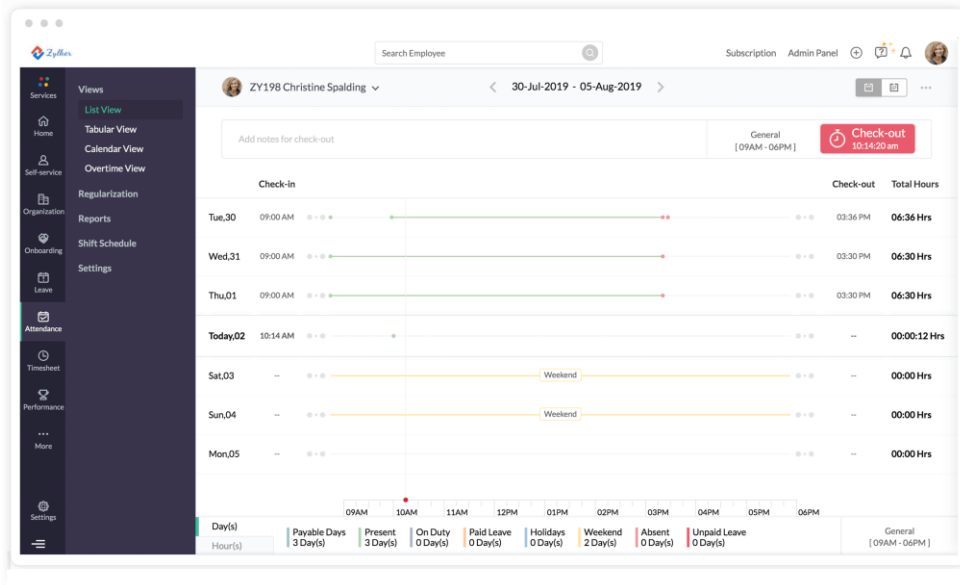 Zylker
Search Employee
Subscription
Admin Panel
Services
Home
Self-service
Organization
Onboarding
Leave
Attendance
Timesheet
Performance
More
Settings
Views
List View
Tabular View
Calendar View
Overtime View
Regularization
Reports
Shift Schedule
Settings
ZY198 Christine Spalding
30-Jul-2019 - 05-Aug-2019
Add notes for check-out
General
[ 09AM - 06PM ]
Check-out
10:14:20 am
Check-in Check-out Total Hours
Tue,30 09:00 AM 03:36 PM 06:36 Hrs
Wed,31 09:00 AM 03:30 PM 06:30 Hrs
Thu,01 09:00 AM 03:30 PM 06:30 Hrs
Today,02 10:14 AM -- 00:00:12 Hrs
Sat,03 -- Weekend -- 00:00 Hrs
Sun,04 -- Weekend -- 00:00 Hrs
Mon,05 -- -- 00:00 Hrs
09AM 10AM 11AM 12PM 01PM 02PM 03PM 04PM 05PM 06PM
Day(s)
Hour(s)
Payable Days
3 Day(s)
Present
3 Day(s)
On Duty
0 Day(s)
Paid Leave
0 Day(s)
Holidays
0 Day(s)
Weekend
2 Day(s)
Absent
0 Day(s)
Unpaid Leave
0 Day(s)
General
[ 09AM - 06PM ]